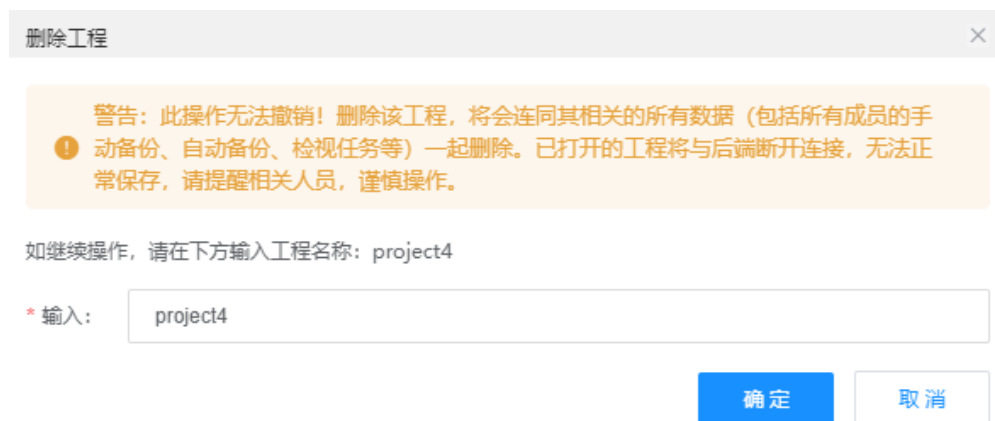 删除工程
警告：此操作无法撤销！删除该工程，将会连同其相关的所有数据（包括所有成员的手
动备份、自动备份、检视任务等）一起删除。已打开的工程将与后端断开连接，无法正
常保存，请提醒相关人员，谨慎操作。
如继续操作，请在下方输入工程名称：project4
* 输入： project4
确定 取消